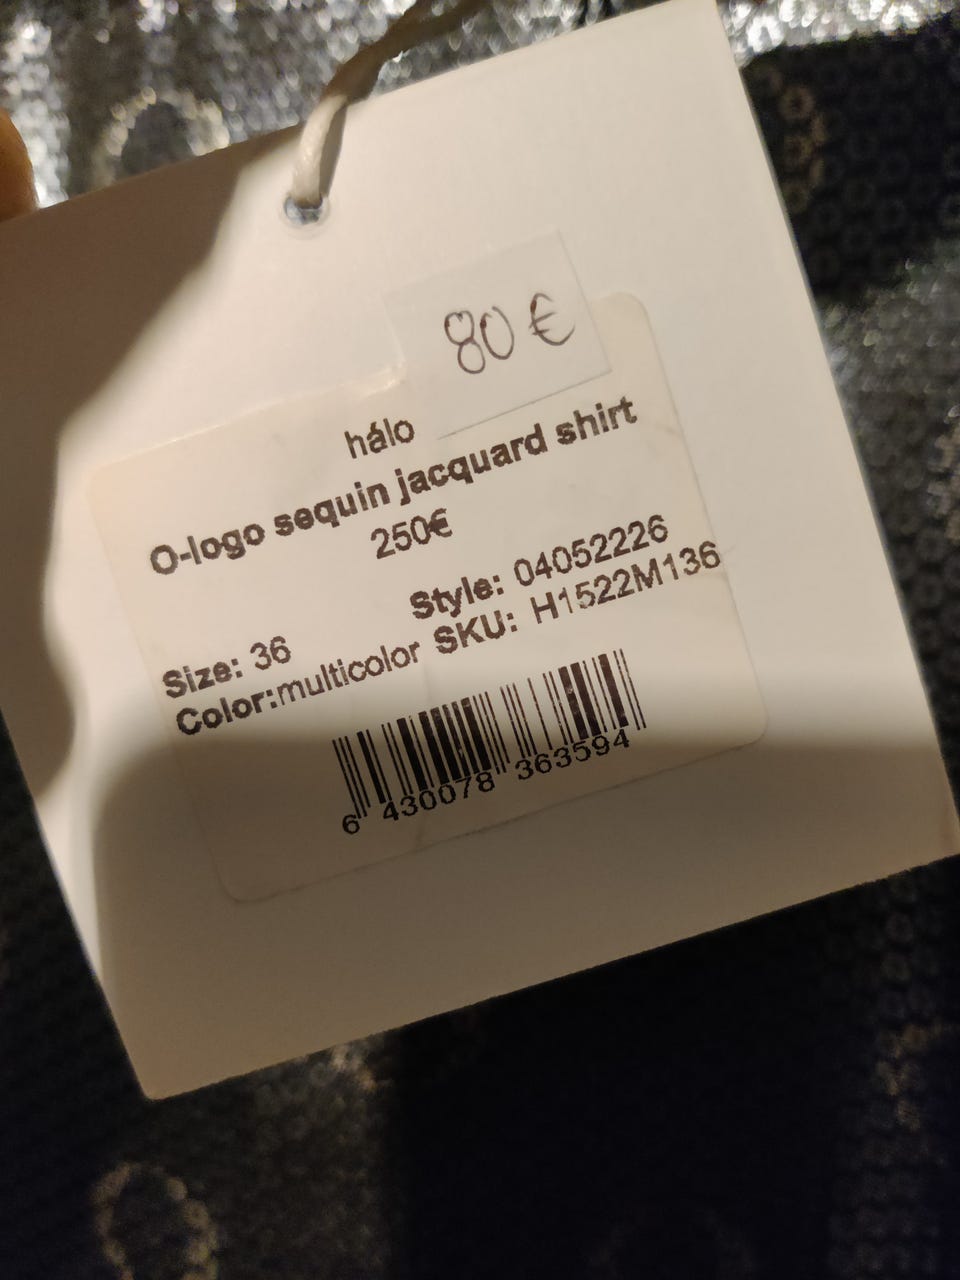 80 €
hálo
O-logo sequin jacquard shirt
250€
Style: 04052226
Size: 36
SKU: H1522M136
Color:multicolor
6 430078 363594